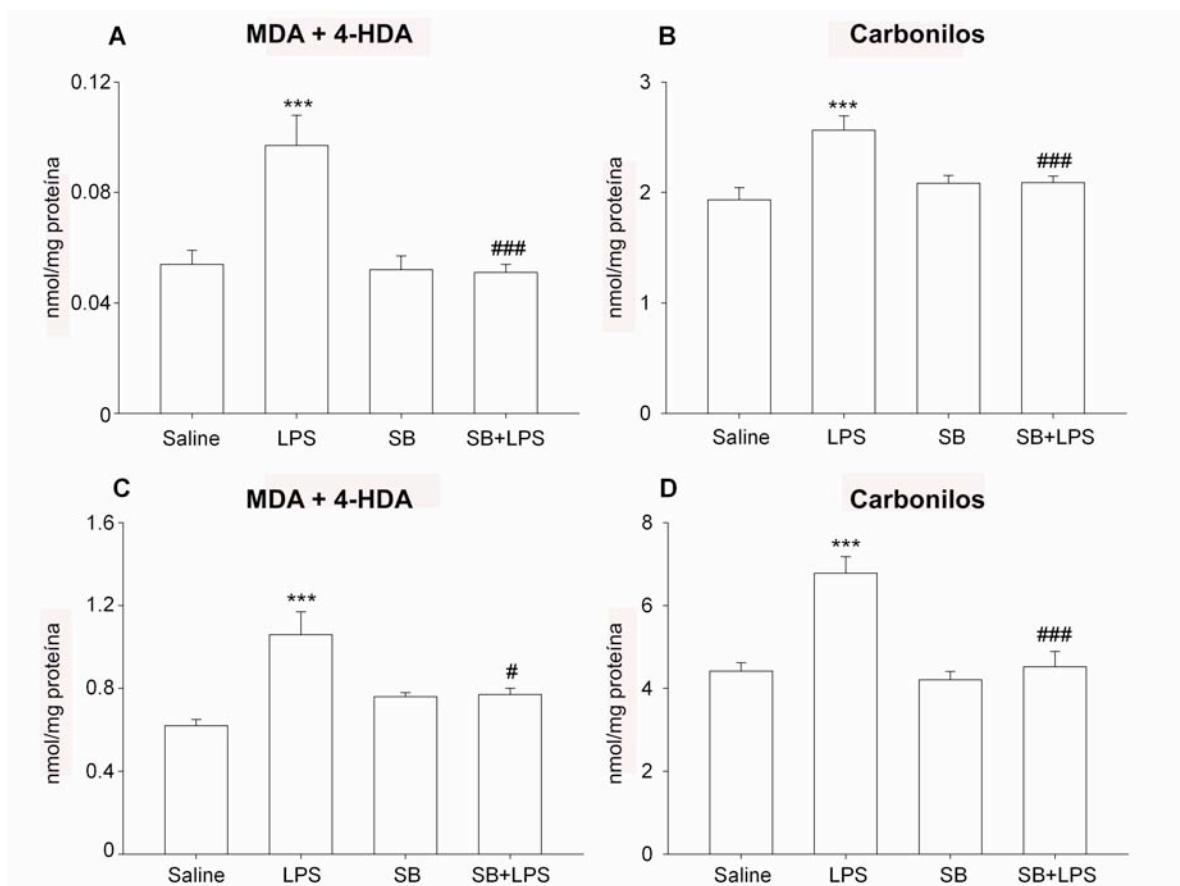 A
MDA + 4-HDA
nmol/mg proteína
0.12
0.08
0.04
0
***
###
Saline LPS SB SB+LPS
B
Carbonilos
nmol/mg proteína
3
2
1
0
***
###
Saline LPS SB SB+LPS
C
MDA + 4-HDA
nmol/mg proteína
1.6
1.2
0.8
0.4
0
***
#
Saline LPS SB SB+LPS
D
Carbonilos
nmol/mg proteína
8
6
4
2
0
***
###
Saline LPS SB SB+LPS